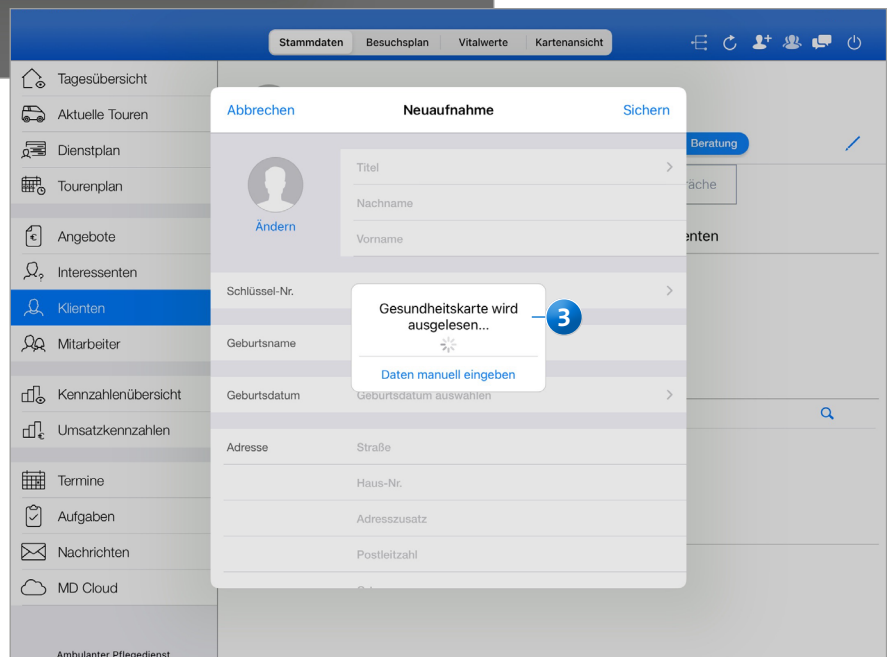 Stammdaten Besuchsplan Vitalwerte Kartenansicht
Tagesübersicht
Aktuelle Touren
Dienstplan
Tourenplan
Angebote
Interessenten
Klienten
Mitarbeiter
Kennzahlenübersicht
Umsatzkennzahlen
Termine
Aufgaben
Nachrichten
MD Cloud
Ambulanter Pflegedienst
Abbrechen Neuaufnahme Sichern
Ändern
Titel
Nachname
Vorname
Schlüssel-Nr.
Geburtsname
Geburtsdatum Geburtsdatum auswählen
Adresse Straße
Haus-Nr.
Adresszusatz
Postleitzahl
Gesundheitskarte wird
ausgelesen...
Daten manuell eingeben
3
Beratung